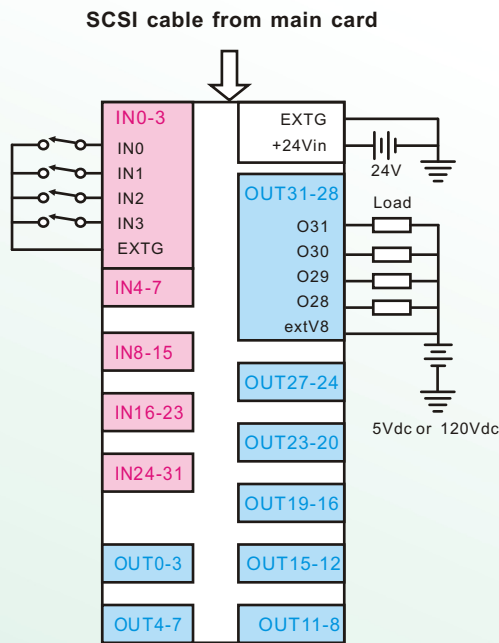 SCSI cable from main card
IN0-3
IN0
IN1
IN2
IN3
EXTG
IN4-7
IN8-15
IN16-23
IN24-31
OUT0-3
OUT4-7
EXTG
+24Vin
24V
OUT31-28
Load
O31
O30
O29
O28
extV8
5Vdc or 120Vdc
OUT27-24
OUT23-20
OUT19-16
OUT15-12
OUT11-8